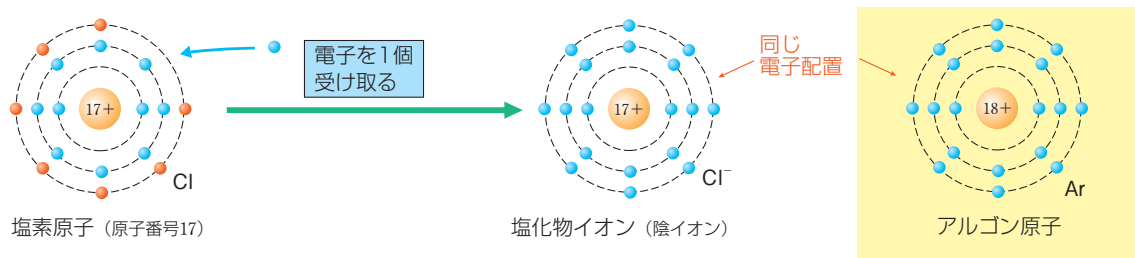 17+
Cl
塩素原子（原子番号17）
電子を1個
受け取る
17+
Cl⁻
塩化物イオン（陰イオン）
同じ
電子配置
18+
Ar
アルゴン原子